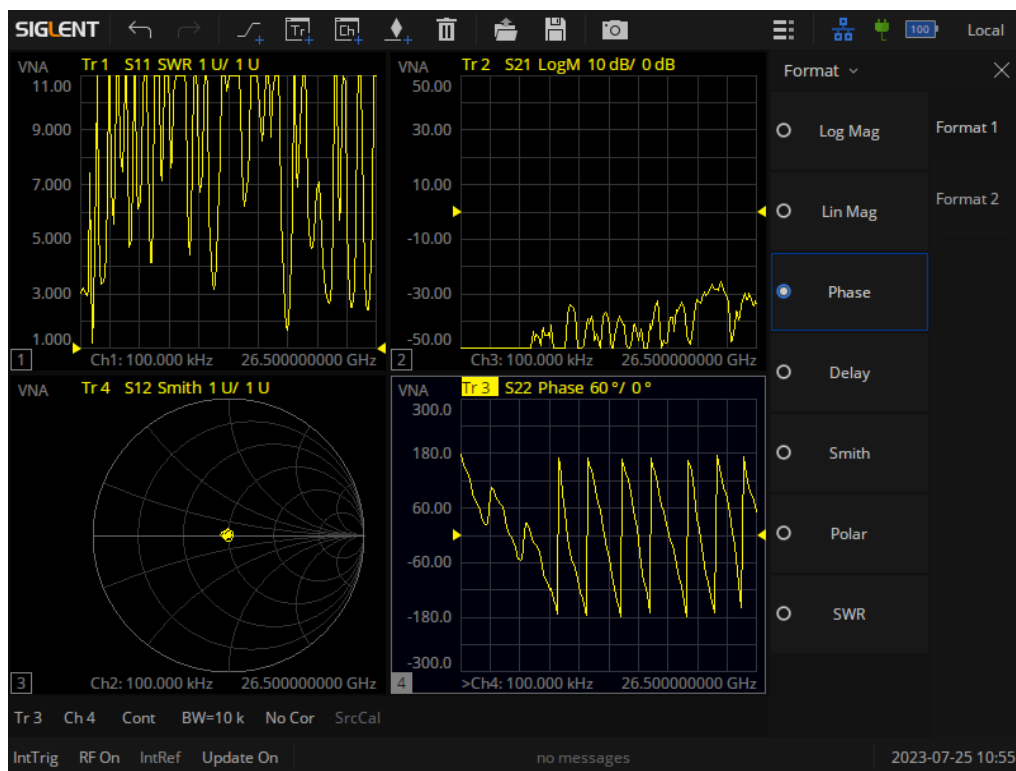 SIGLENT Tr Ch 100 Local
VNA Tr 1 S11 SWR 1 U/ 1 U
11.00
9.000
7.000
5.000
3.000
1.000
1 Ch1: 100.000 kHz 26.500000000 GHz
VNA Tr 2 S21 LogM 10 dB/ 0 dB
50.00
30.00
10.00
-10.00
-30.00
-50.00
2 Ch3: 100.000 kHz 26.500000000 GHz
VNA Tr 4 S12 Smith 1 U/ 1 U
3 Ch2: 100.000 kHz 26.500000000 GHz
VNA Tr 3 S22 Phase 60 °/ 0 °
300.0
180.0
60.00
-60.00
-180.0
-300.0
4 >Ch4: 100.000 kHz 26.500000000 GHz
Format
Log Mag
Lin Mag
Phase
Delay
Smith
Polar
SWR
Format 1
Format 2
Tr 3 Ch 4 Cont BW=10 k No Cor SrcCal
IntTrig RF On IntRef Update On no messages 2023-07-25 10:55